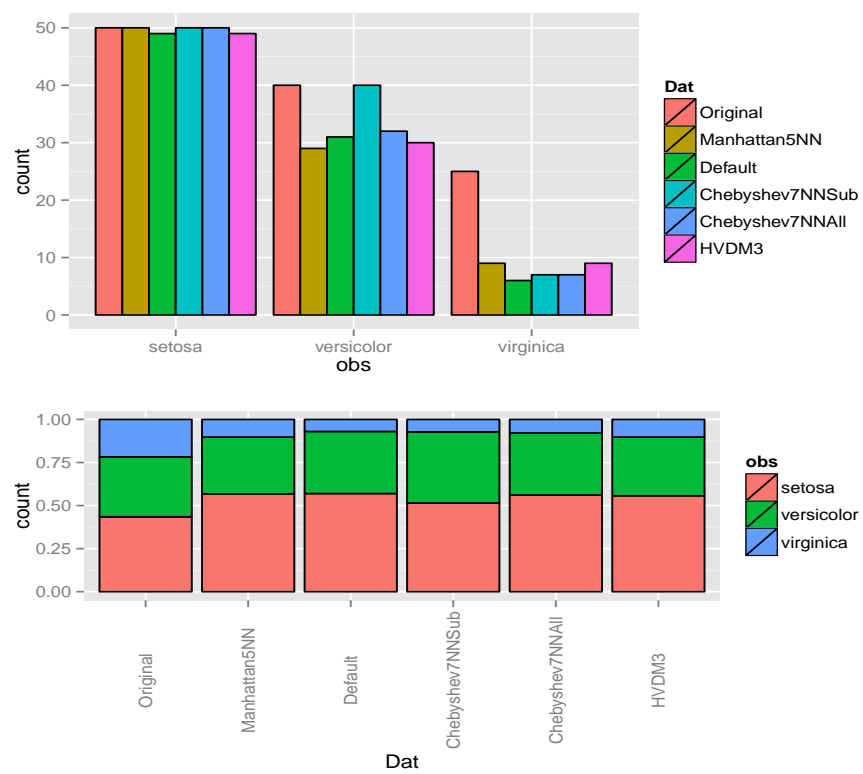 50
40
30
20
10
0
count
setosa
versicolor
virginica
obs
Dat
Original
Manhattan5NN
Default
Chebyshev7NNSub
Chebyshev7NNAll
HVDM3
1.00
0.75
0.50
0.25
0.00
count
Original
Manhattan5NN
Default
Chebyshev7NNSub
Chebyshev7NNAll
HVDM3
Dat
obs
setosa
versicolor
virginica